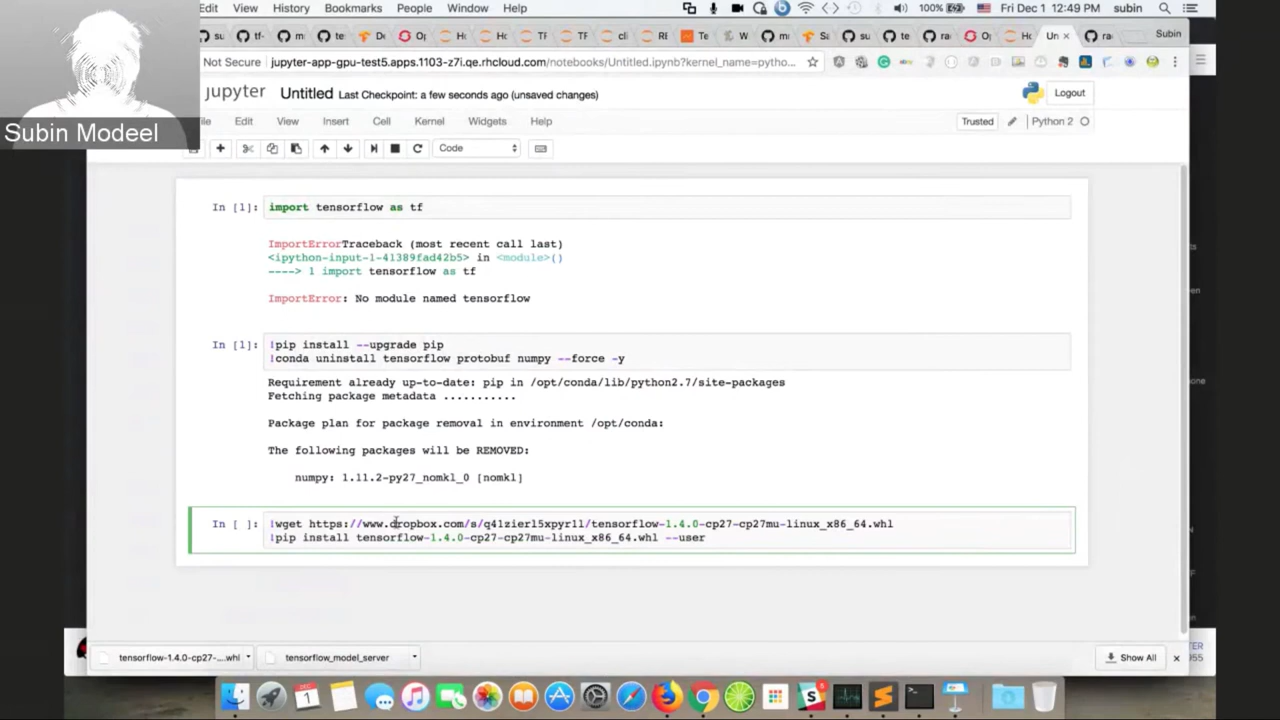 Edit View History Bookmarks People Window Help 100% Fri Dec 1 12:49 PM subin
Subin
Not Secure jupyter-app-gpu-test5.apps.1103-z7i.qe.rhcloud.com/notebooks/Untitled.ipynb?kernel_name=pytho...
jupyter Untitled Last Checkpoint: a few seconds ago (unsaved changes) Logout
Subin Modeel
File Edit View Insert Cell Kernel Widgets Help Trusted Python 2
Code
In [1]: import tensorflow as tf
ImportErrorTraceback (most recent call last)
<ipython-input-1-41389fad42b5> in <module>()
----> 1 import tensorflow as tf
ImportError: No module named tensorflow
In [1]: !pip install --upgrade pip
!conda uninstall tensorflow protobuf numpy --force -y
Requirement already up-to-date: pip in /opt/conda/lib/python2.7/site-packages
Fetching package metadata ...........
Package plan for package removal in environment /opt/conda:
The following packages will be REMOVED:
numpy: 1.11.2-py27_nomkl_0 [nomkl]
In [ ]: !wget https://www.dropbox.com/s/q41zierl5xpyr11/tensorflow-1.4.0-cp27-cp27mu-linux_x86_64.whl
!pip install tensorflow-1.4.0-cp27-cp27mu-linux_x86_64.whl --user
tensorflow-1.4.0-cp27-....whl tensorflow_model_server Show All